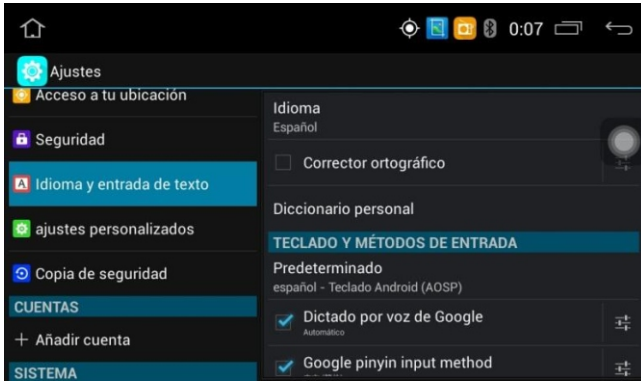 0:07
Ajustes
Acceso a tu ubicación
Seguridad
Idioma y entrada de texto
ajustes personalizados
Copia de seguridad
CUENTAS
+ Añadir cuenta
SISTEMA
Idioma
Español
Corrector ortográfico
Diccionario personal
TECLADO Y MÉTODOS DE ENTRADA
Predeterminado
español - Teclado Android (AOSP)
Dictado por voz de Google
Automático
Google pinyin input method